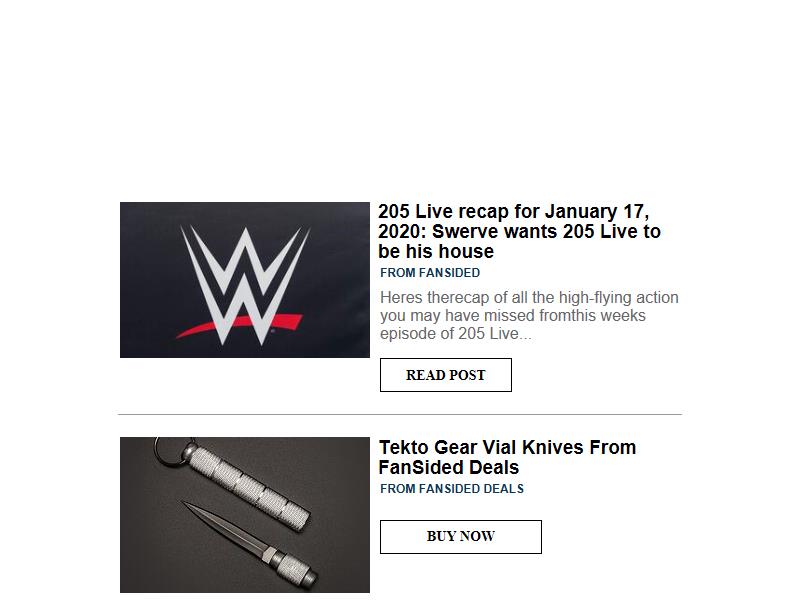 205 Live recap for January 17,
2020: Swerve wants 205 Live to
be his house
FROM FANSIDED
Heres therecap of all the high-flying action
you may have missed fromthis weeks
episode of 205 Live...
READ POST
Tekto Gear Vial Knives From
FanSided Deals
FROM FANSIDED DEALS
BUY NOW